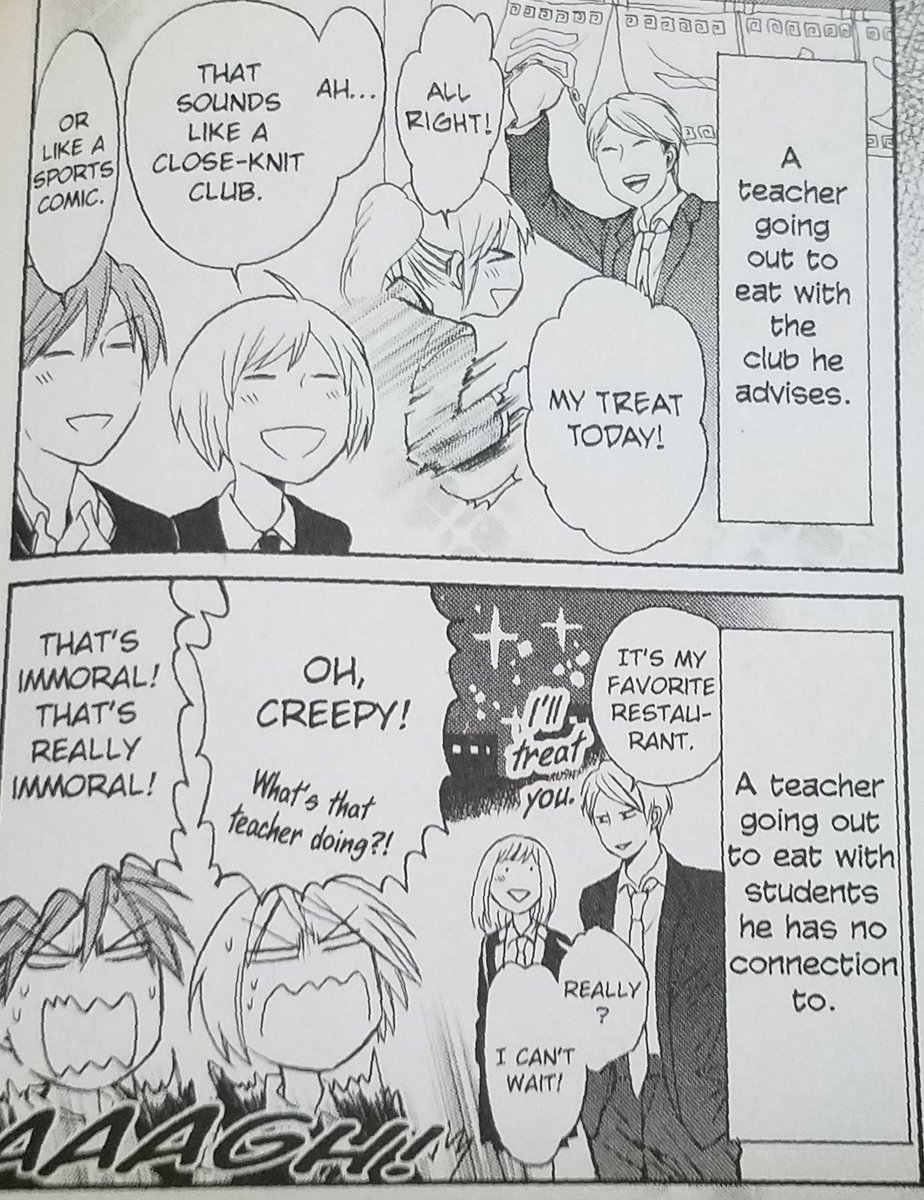 A
teacher
going
out to
eat with
the
club he
advises.
ALL
RIGHT!
MY TREAT
TODAY!
AH...
THAT
SOUNDS
LIKE A
CLOSE-KNIT
CLUB.
OR
LIKE A
SPORTS
COMIC.
A teacher
going out
to eat with
students
he has no
connection
to.
IT'S MY
FAVORITE
RESTAU-
RANT.
I'll
treat
you.
REALLY
?
I CAN'T
WAIT!
OH,
CREEPY!
What's that
teacher doing?!
THAT'S
IMMORAL!
THAT'S
REALLY
IMMORAL!
AAAAGH!!